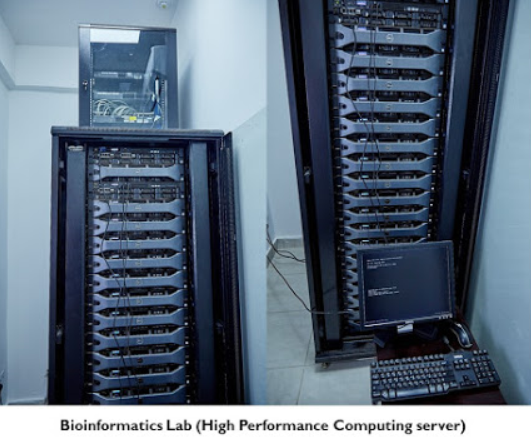 Bioinformatics Lab (High Performance Computing server)